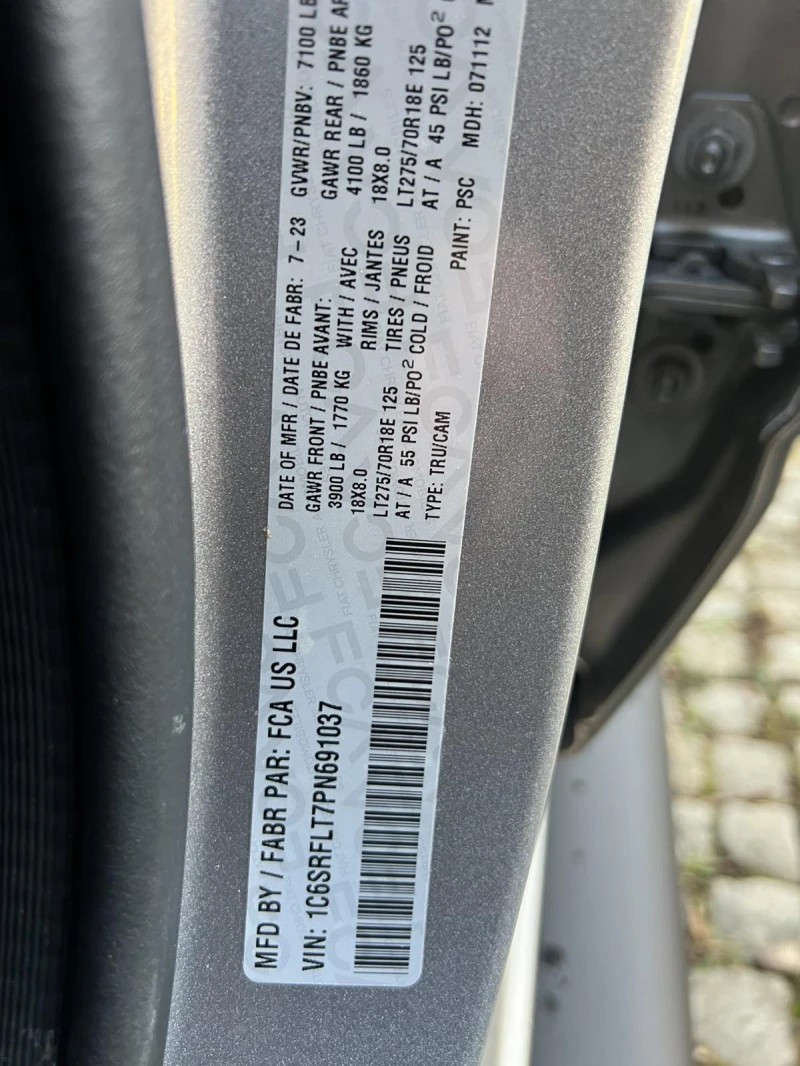 MFD BY / FABR PAR: FCA US LLC
DATE OF MFR / DATE DE FABR: 7-23 GVWR/PNBV: 7100 LB
GAWR FRONT / PNBE AVANT: GAWR REAR / PNBE AR
3900 LB / 1770 KG WITH / AVEC 4100 LB / 1860 KG
18X8.0 RIMS / JANTES 18X8.0
LT275/70R18E 125 TIRES / PNEUS LT275/70R18E 125
AT / A 55 PSI LB/PO² COLD / FROID AT / A 45 PSI LB/PO²
VIN: 1C6SRFLT7PN691037
TYPE: TRU/CAM PAINT: PSC MDH: 071112